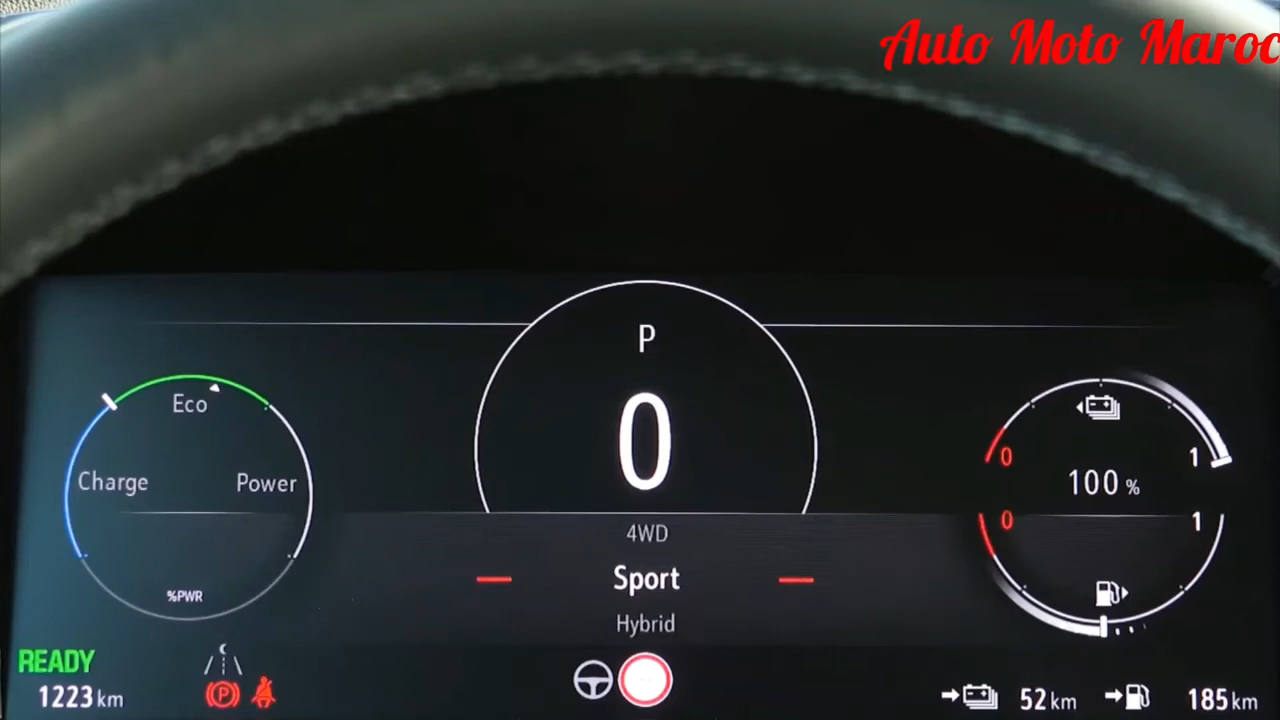 Auto Moto Maroc
P
0
Eco
Charge
Power
%PWR
4WD
Sport
Hybrid
0
1
100 %
0
1
READY
1223 km
P
52 km
185 km